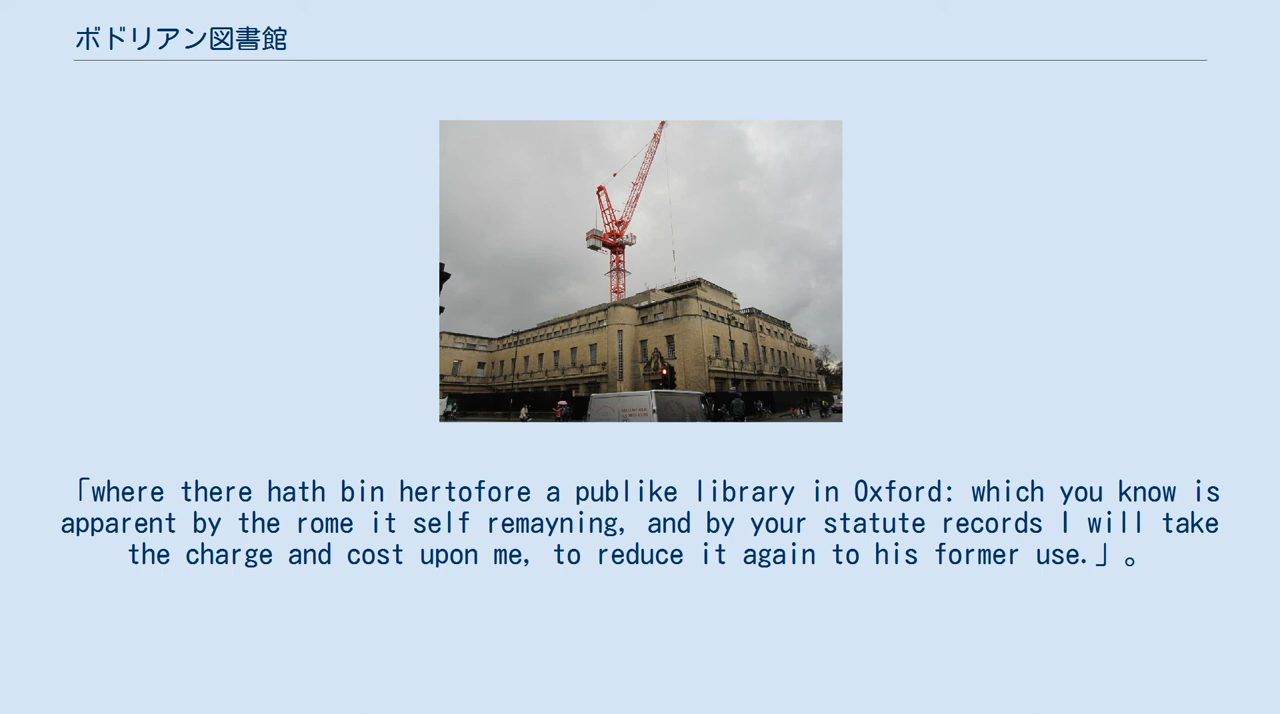 ボドリアン図書館
「where there hath bin hertofore a publike library in Oxford: which you know is
apparent by the rome it self remayning, and by your statute records I will take
the charge and cost upon me, to reduce it again to his former use.」。